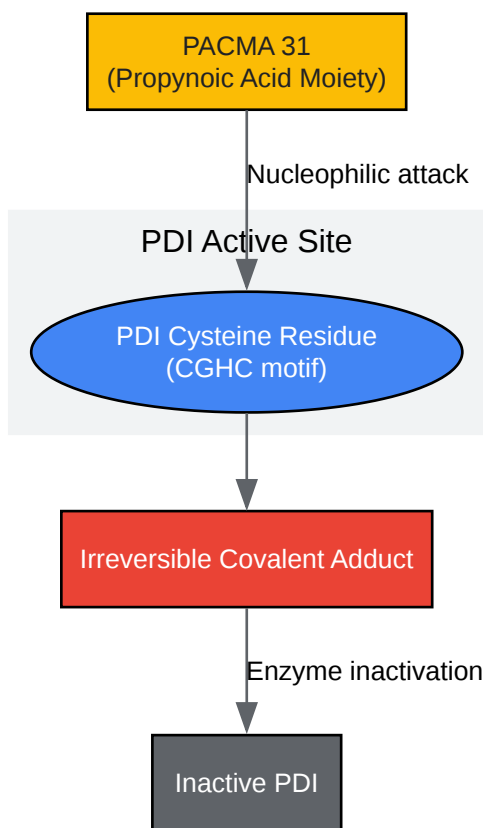 PACMA 31
(Propynoic Acid Moiety)
Nucleophilic attack
PDI Active Site
PDI Cysteine Residue
(CGHC motif)
Irreversible Covalent Adduct
Enzyme inactivation
Inactive PDI